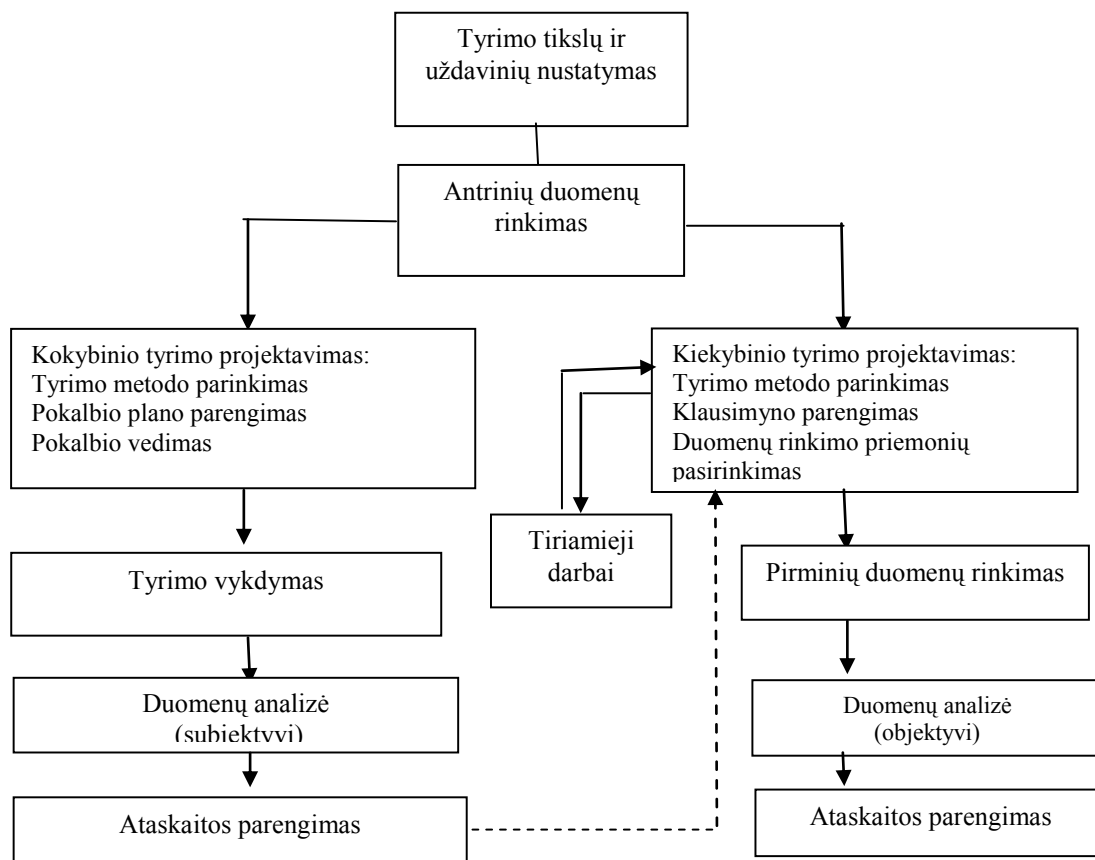 Tyrimo tikslų ir
uždavinių nustatymas
Antrinių duomenų
rinkimas
Kokybinio tyrimo projektavimas:
Tyrimo metodo parinkimas
Pokalbio plano parengimas
Pokalbio vedimas
Kiekybinio tyrimo projektavimas:
Tyrimo metodo parinkimas
Klausimyno parengimas
Duomenų rinkimo priemonių
pasirinkimas
Tiriamieji
darbai
Tyrimo vykdymas
Pirminių duomenų rinkimas
Duomenų analizė
(subjektyvi)
Duomenų analizė
(objektyvi)
Ataskaitos parengimas
Ataskaitos parengimas